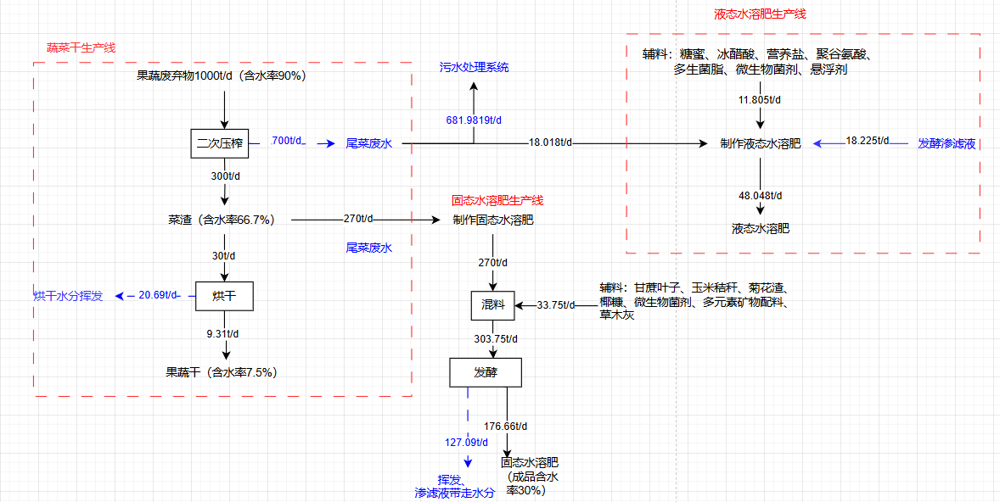 液态水溶肥生产线
蔬菜干生产线
辅料：糖蜜、冰醋酸、营养盐、聚谷氨酸、
多生菌脂、微生物菌剂、悬浮剂
污水处理系统
果蔬废弃物1000t/d（含水率90%）
11.805t/d
681.9819t/d
二次压榨
700t/d
尾菜废水
18.018t/d
制作液态水溶肥
18.225t/d
发酵渗滤液
300t/d
48.048t/d
固态水溶肥生产线
菜渣（含水率66.7%）
270t/d
制作固态水溶肥
液态水溶肥
尾菜废水
30t/d
270t/d
烘干水分挥发
20.69t/d
烘干
混料
33.75t/d
辅料：甘蔗叶子、玉米秸秆、菊花渣、
椰糠、微生物菌剂、多元素矿物配料、
草木灰
9.31t/d
303.75t/d
果蔬干（含水率7.5%）
发酵
176.66t/d
127.09t/d
挥发、
渗滤液带走水分
固态水溶肥
（成品含水
率30%）